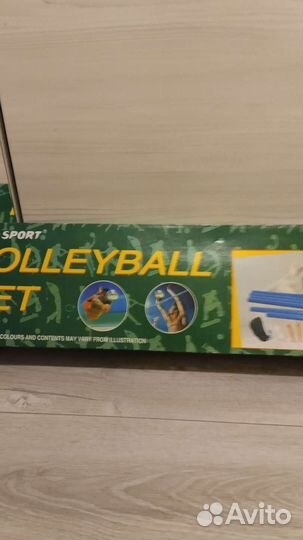 SPORT®
OLLEYBALL
ET
COLOURS AND CONTENTS MAY VARY FROM ILLUSTRATION
Avito